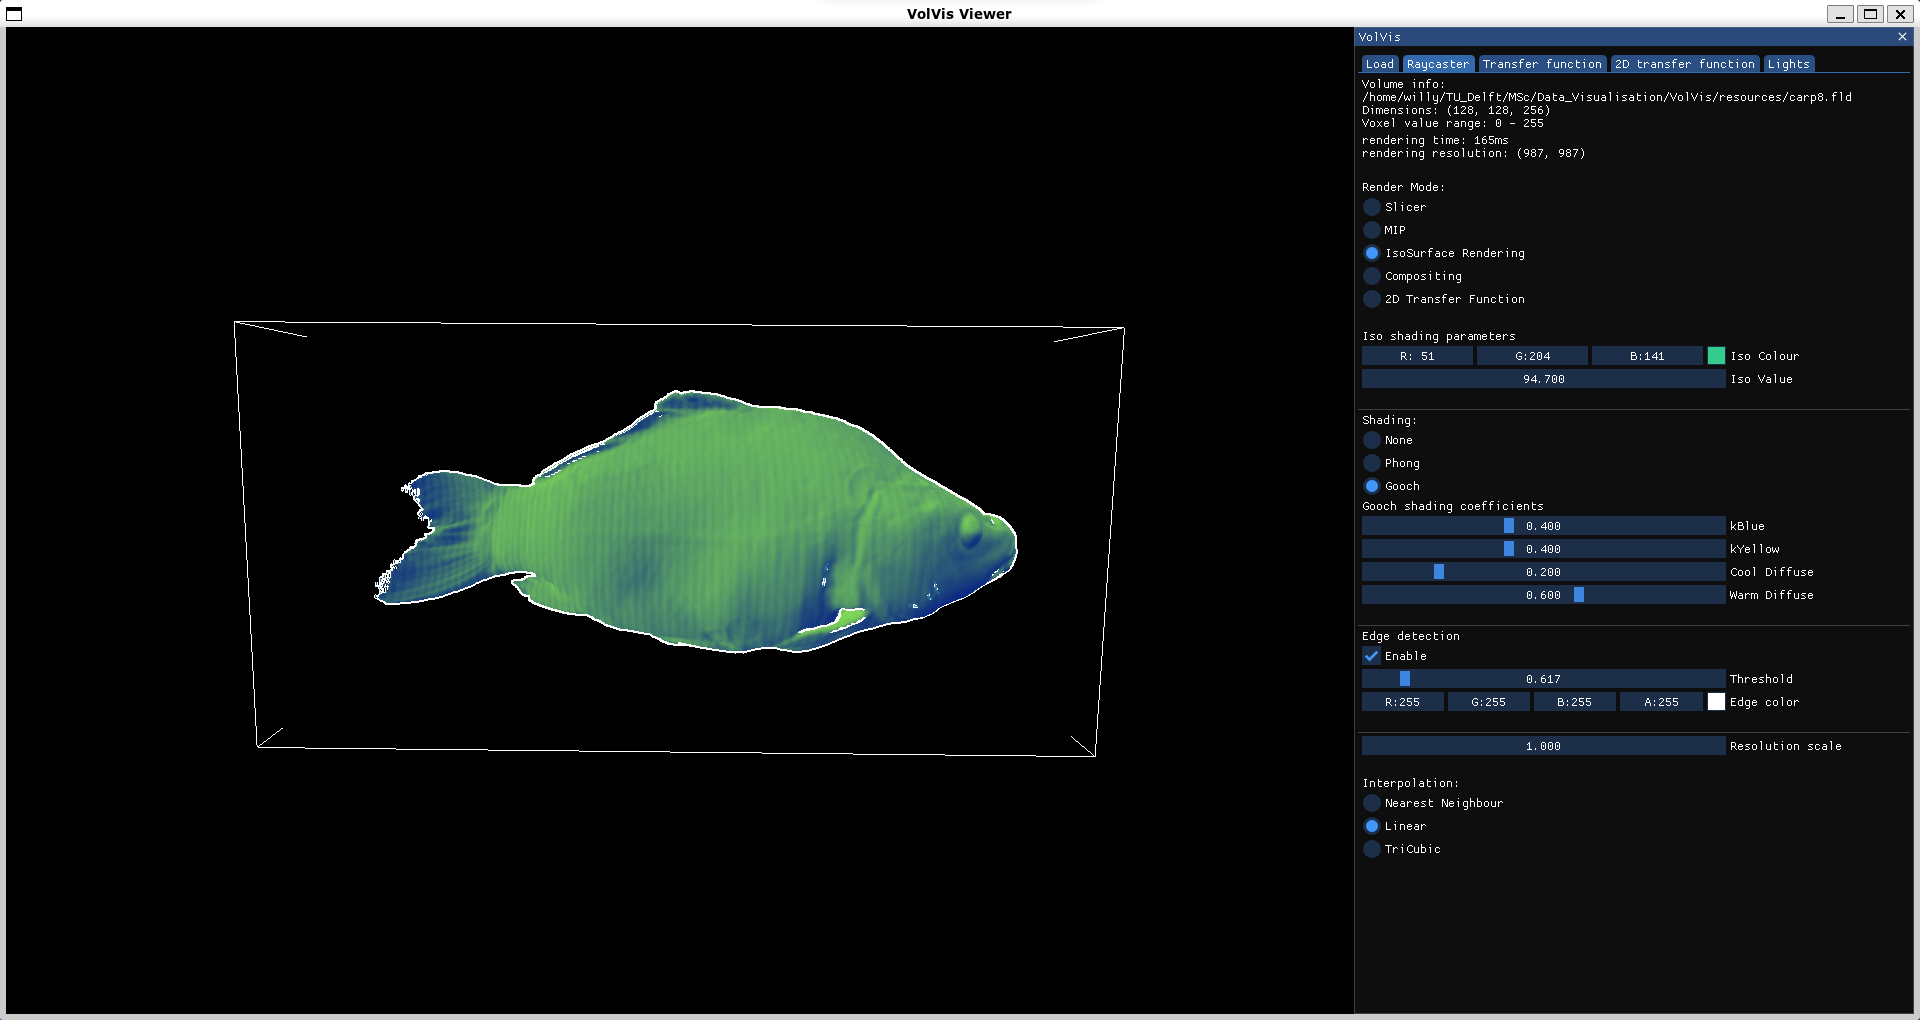 VolVis Viewer
VolVis
Load Raycaster Transfer function 2D transfer function Lights
Volume info:
/home/willy/TU_Delft/MSc/Data_Visualisation/VolVis/resources/carp8.fld
Dimensions: (128, 128, 256)
Voxel value range: 0 - 255
rendering time: 165ms
rendering resolution: (987, 987)
Render Mode:
Slicer
MIP
IsoSurface Rendering
Compositing
2D Transfer Function
Iso shading parameters
R: 51 G:204 B:141 Iso Colour
94.700 Iso Value
Shading:
None
Phong
Gooch
Gooch shading coefficients
0.400 kBlue
0.400 kYellow
0.200 Cool Diffuse
0.600 Warm Diffuse
Edge detection
Enable
0.617 Threshold
R:255 G:255 B:255 A:255 Edge color
1.000 Resolution scale
Interpolation:
Nearest Neighbour
Linear
TriCubic